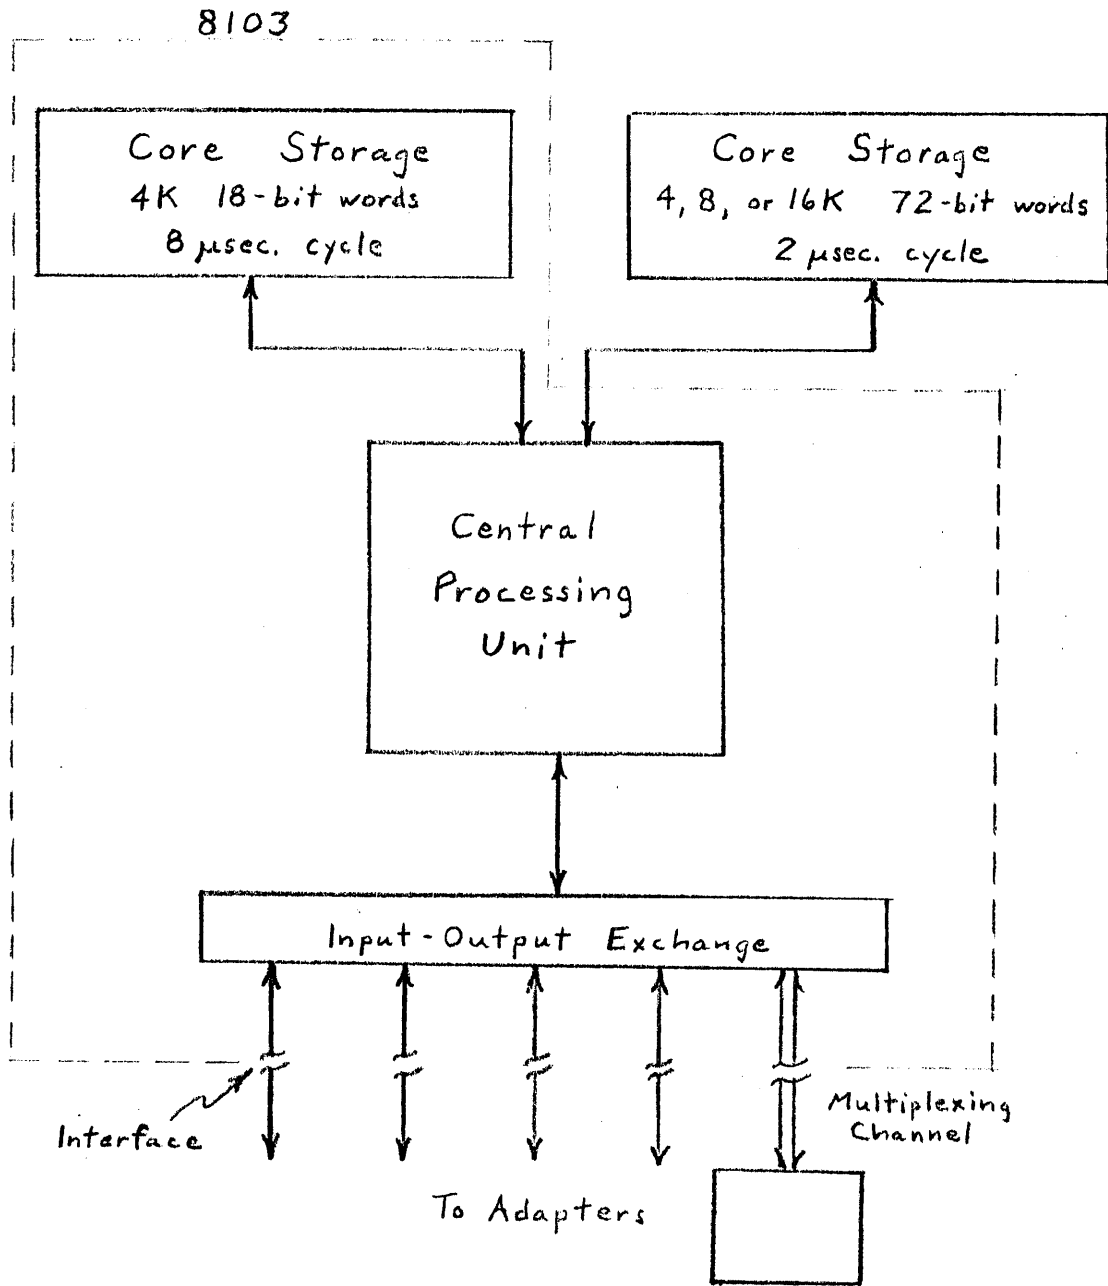 8103
Core Storage
4K 18-bit words
8 μsec. cycle
Core Storage
4, 8, or 16K 72-bit words
2 μsec. cycle
Central
Processing
Unit
Input-Output Exchange
Interface
Multiplexing
Channel
To Adapters